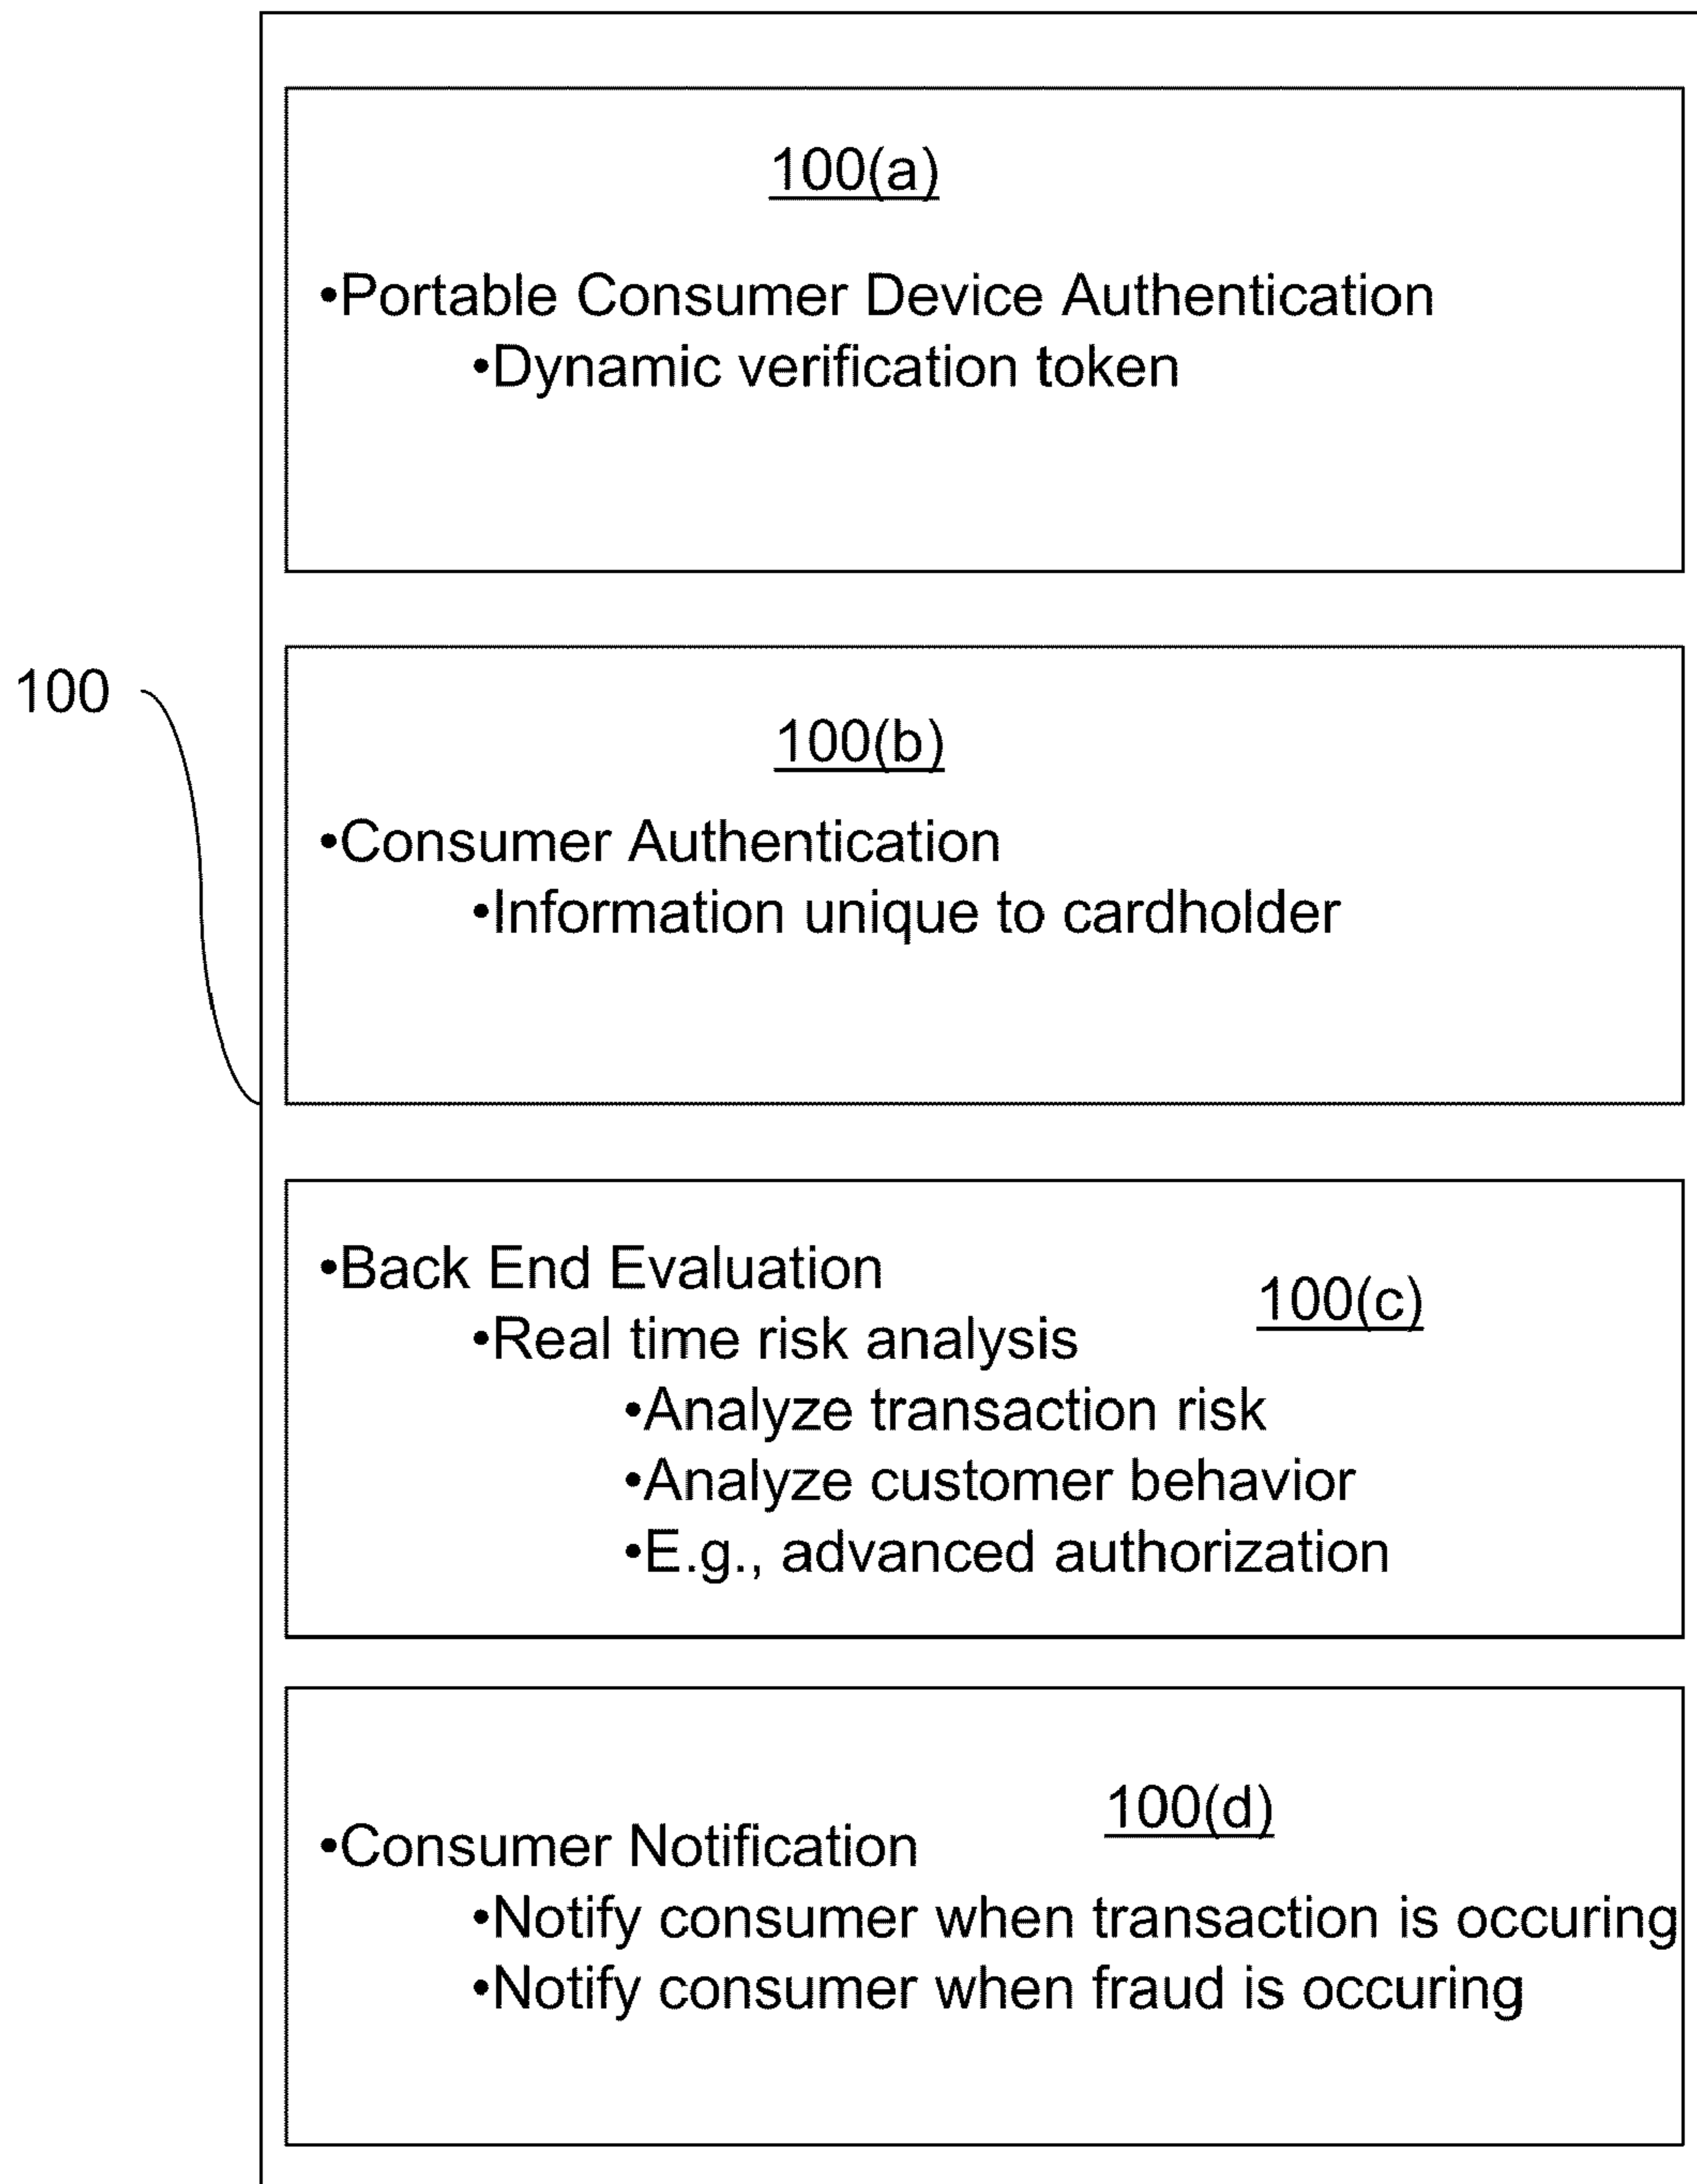 100(a)
•Portable Consumer Device Authentication
•Dynamic verification token
100
100(b)
•Consumer Authentication
•Information unique to cardholder
•Back End Evaluation
100(c)
•Real time risk analysis
•Analyze transaction risk
•Analyze customer behavior
•E.g., advanced authorization
100(d)
•Consumer Notification
•Notify consumer when transaction is occuring
•Notify consumer when fraud is occuring